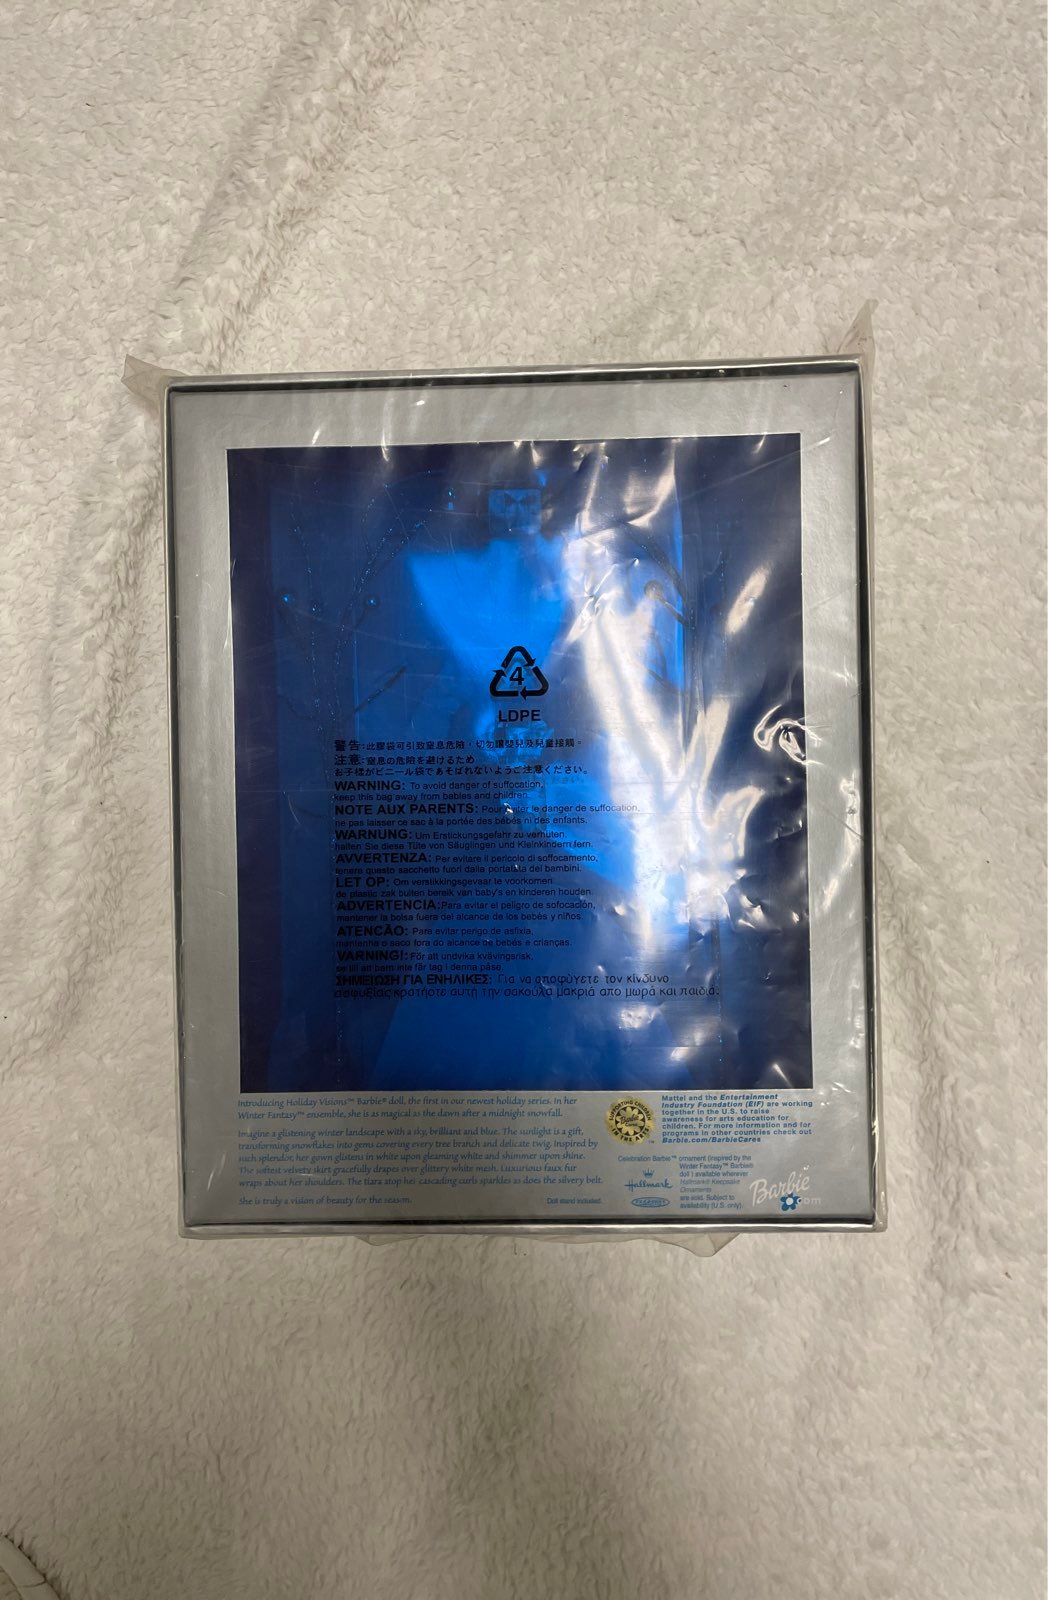 4
LDPE
警告:此膠袋可引致窒息危險,切勿讓嬰兒及兒童接觸。
注意:窒息の危険を避けるため
お子様がビニール袋であそばれないようご注意ください。
WARNING: To avoid danger of suffocation,
keep this bag away from babies and children.
NOTE AUX PARENTS: Pour éviter le danger de suffocation,
ne pas laisser ce sac à la portée des bébés ni des enfants.
WARNUNG: Um Erstickungsgefahr zu verhüten,
halten Sie diese Tüte von Säuglingen und Kleinkindern fern.
AVVERTENZA: Per evitare il pericolo di soffocamento,
tenere questo sacchetto fuori dalla portata dei bambini.
LET OP: Om verstikkingsgevaar te voorkomen
de plastic zak buiten bereik van baby's en kinderen houden.
ADVERTENCIA: Para evitar el peligro de sofocación,
mantener la bolsa fuera del alcance de los bebés y niños.
ATENCÃO: Para evitar perigo de asfixia,
mantenha o saco fora do alcance de bebés e crianças.
VARNING!: För att undvika kvävingsrisk,
se till att barn inte får tag i denna påse.
ΣΗΜΕΙΩΣΗ ΓΙΑ ΕΝΗΛΙΚΕΣ: Για να αποφύγετε τον κίνδυνο
ασφυξίας κρατήστε αυτή την σακούλα μακριά από μωρά και παιδιά.
Introducing Holiday Visions™ Barbie® doll, the first in our newest holiday series. In her
Winter Fantasy™ ensemble, she is as magical as the dawn after a midnight snowfall.
Imagine a glistening winter landscape with a sky, brilliant and blue. The sunlight is a gift,
transforming snowflakes into gems covering every tree branch and delicate twig. Inspired by
such splendor, her gown glistens in white upon gleaming white and shimmer upon shine.
The softest velvety skirt gracefully drapes over glittery white mesh. Luxurious faux fur
wraps about her shoulders. The tiara atop her cascading curls sparkles as does the silvery belt.
She is truly a vision of beauty for the season.
Doll stand included.
SUPPORTING CHILDREN
Barbie
IN THE ARTS
™
Mattel and the Entertainment
Industry Foundation (EIF) are working
together in the U.S. to raise
awareness for arts education for
children. For more information and for
programs in other countries check out
Barbie.com/BarbieCares
Celebration Barbie™ ornament (inspired by the
Winter Fantasy™ Barbie®
doll) available wherever
Hallmark Keepsake
Ornaments
are sold. Subject to
availability (U.S. only).
Hallmark
KEEPSAKE
Barbie
.com